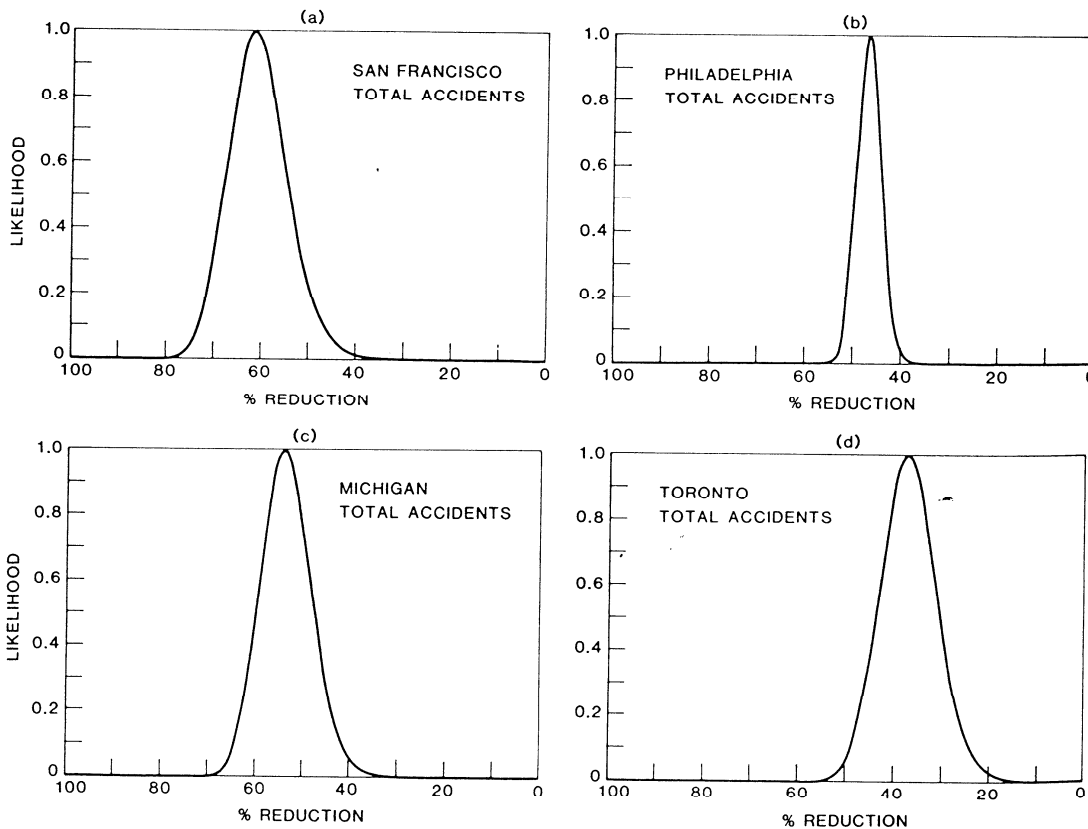 (a)
1.0
0.8
0.6
0.4
0.2
0
LIKELIHOOD
SAN FRANCISCO
TOTAL ACCIDENTS
100 80 60 40 20 0
% REDUCTION
(b)
1.0
0.8
0.6
0.4
0.2
0
PHILADELPHIA
TOTAL ACCIDENTS
100 80 60 40 20 0
% REDUCTION
(c)
1.0
0.8
0.6
0.4
0.2
0
LIKELIHOOD
MICHIGAN
TOTAL ACCIDENTS
100 80 60 40 20 0
% REDUCTION
(d)
1.0
0.8
0.6
0.4
0.2
0
TORONTO
TOTAL ACCIDENTS
100 80 60 40 20 0
% REDUCTION